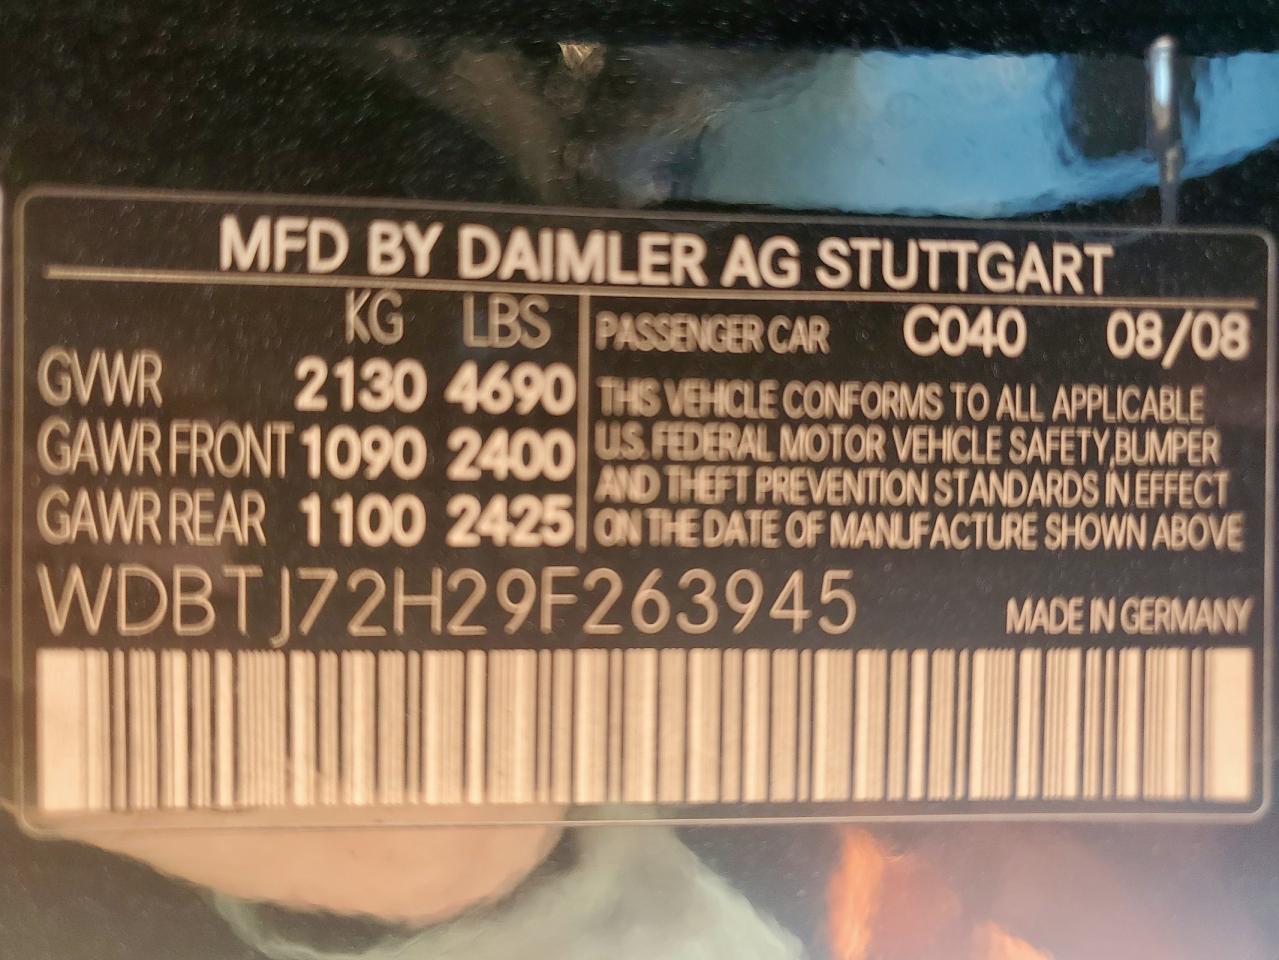 MFD BY DAIMLER AG STUTTGART
KG LBS
GVWR 2130 4690
GAWR FRONT 1090 2400
GAWR REAR 1100 2425
PASSENGER CAR C040 08/08
THIS VEHICLE CONFORMS TO ALL APPLICABLE
U.S. FEDERAL MOTOR VEHICLE SAFETY,BUMPER
AND THEFT PREVENTION STANDARDS IN EFFECT
ON THE DATE OF MANUFACTURE SHOWN ABOVE
WDBTJ72H29F263945
MADE IN GERMANY